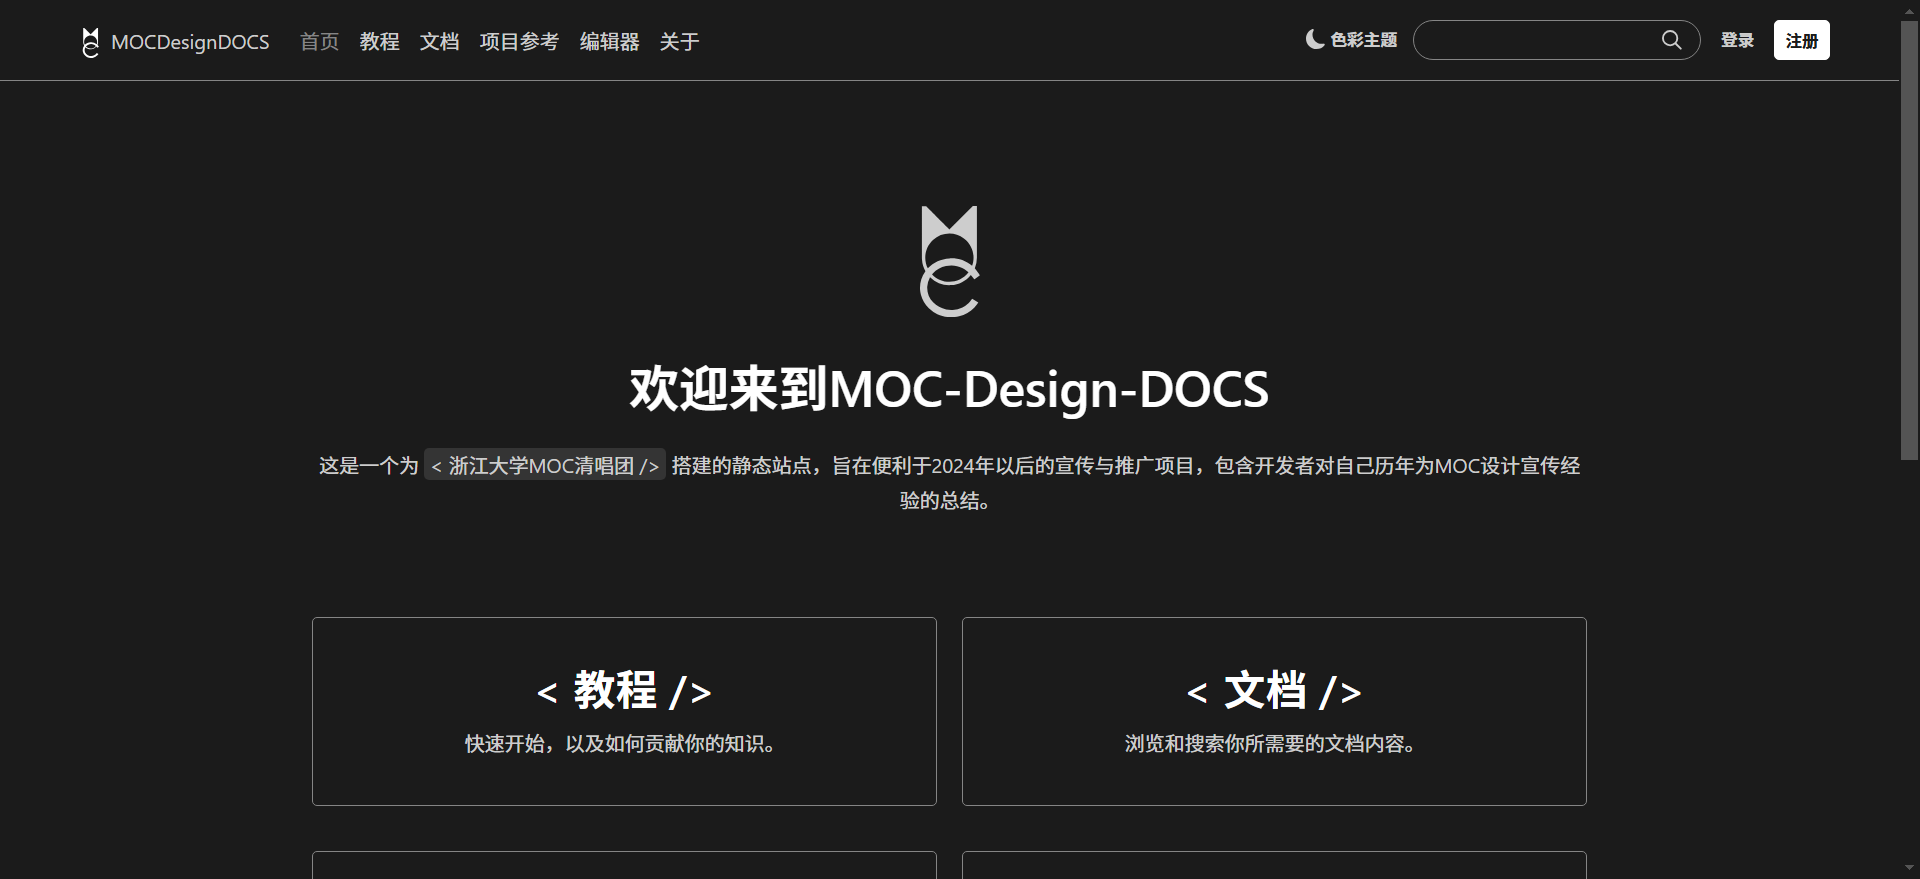 MOCDesignDOCS 首页 教程 文档 项目参考 编辑器 关于 色彩主题 登录 注册
欢迎来到MOC-Design-DOCS
这是一个为 < 浙江大学MOC清唱团 /> 搭建的静态站点，旨在便利于2024年以后的宣传与推广项目，包含开发者对自己历年为MOC设计宣传经
验的总结。
< 教程 />
快速开始，以及如何贡献你的知识。
< 文档 />
浏览和搜索你所需要的文档内容。